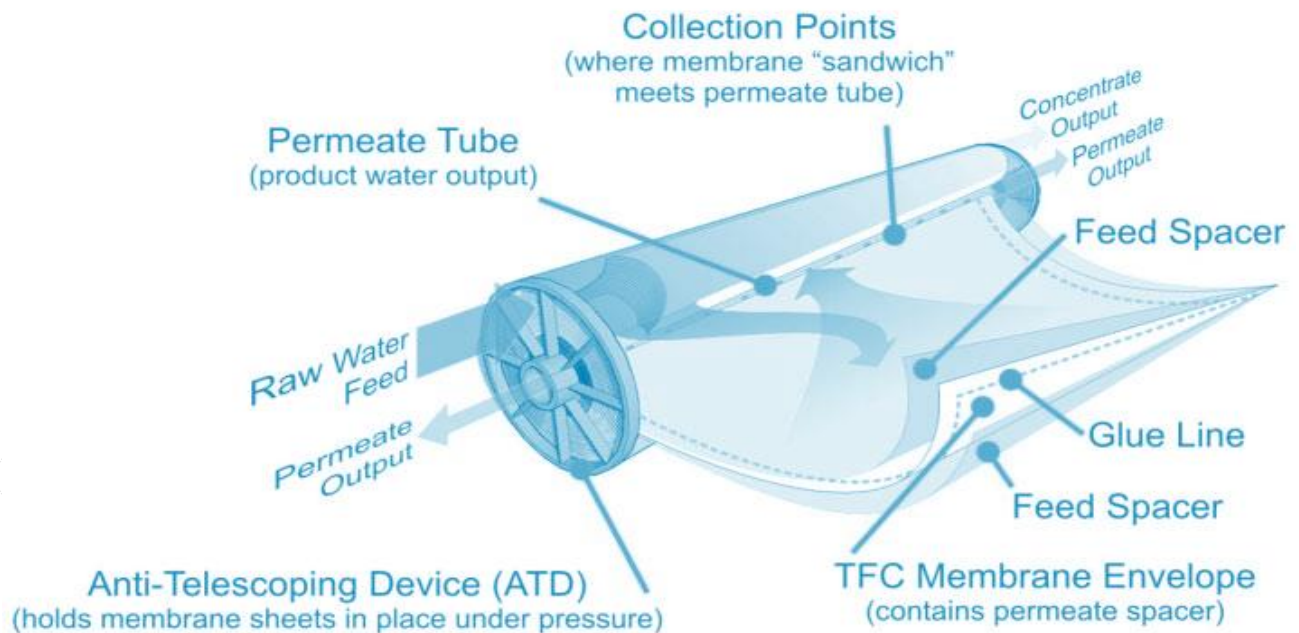 Collection Points
(where membrane “sandwich”
meets permeate tube)
Concentrate
Output
Permeate
Output
Permeate Tube
(product water output)
Feed Spacer
Raw Water
Feed
Permeate
Output
Glue Line
Feed Spacer
TFC Membrane Envelope
(contains permeate spacer)
Anti-Telescoping Device (ATD)
(holds membrane sheets in place under pressure)